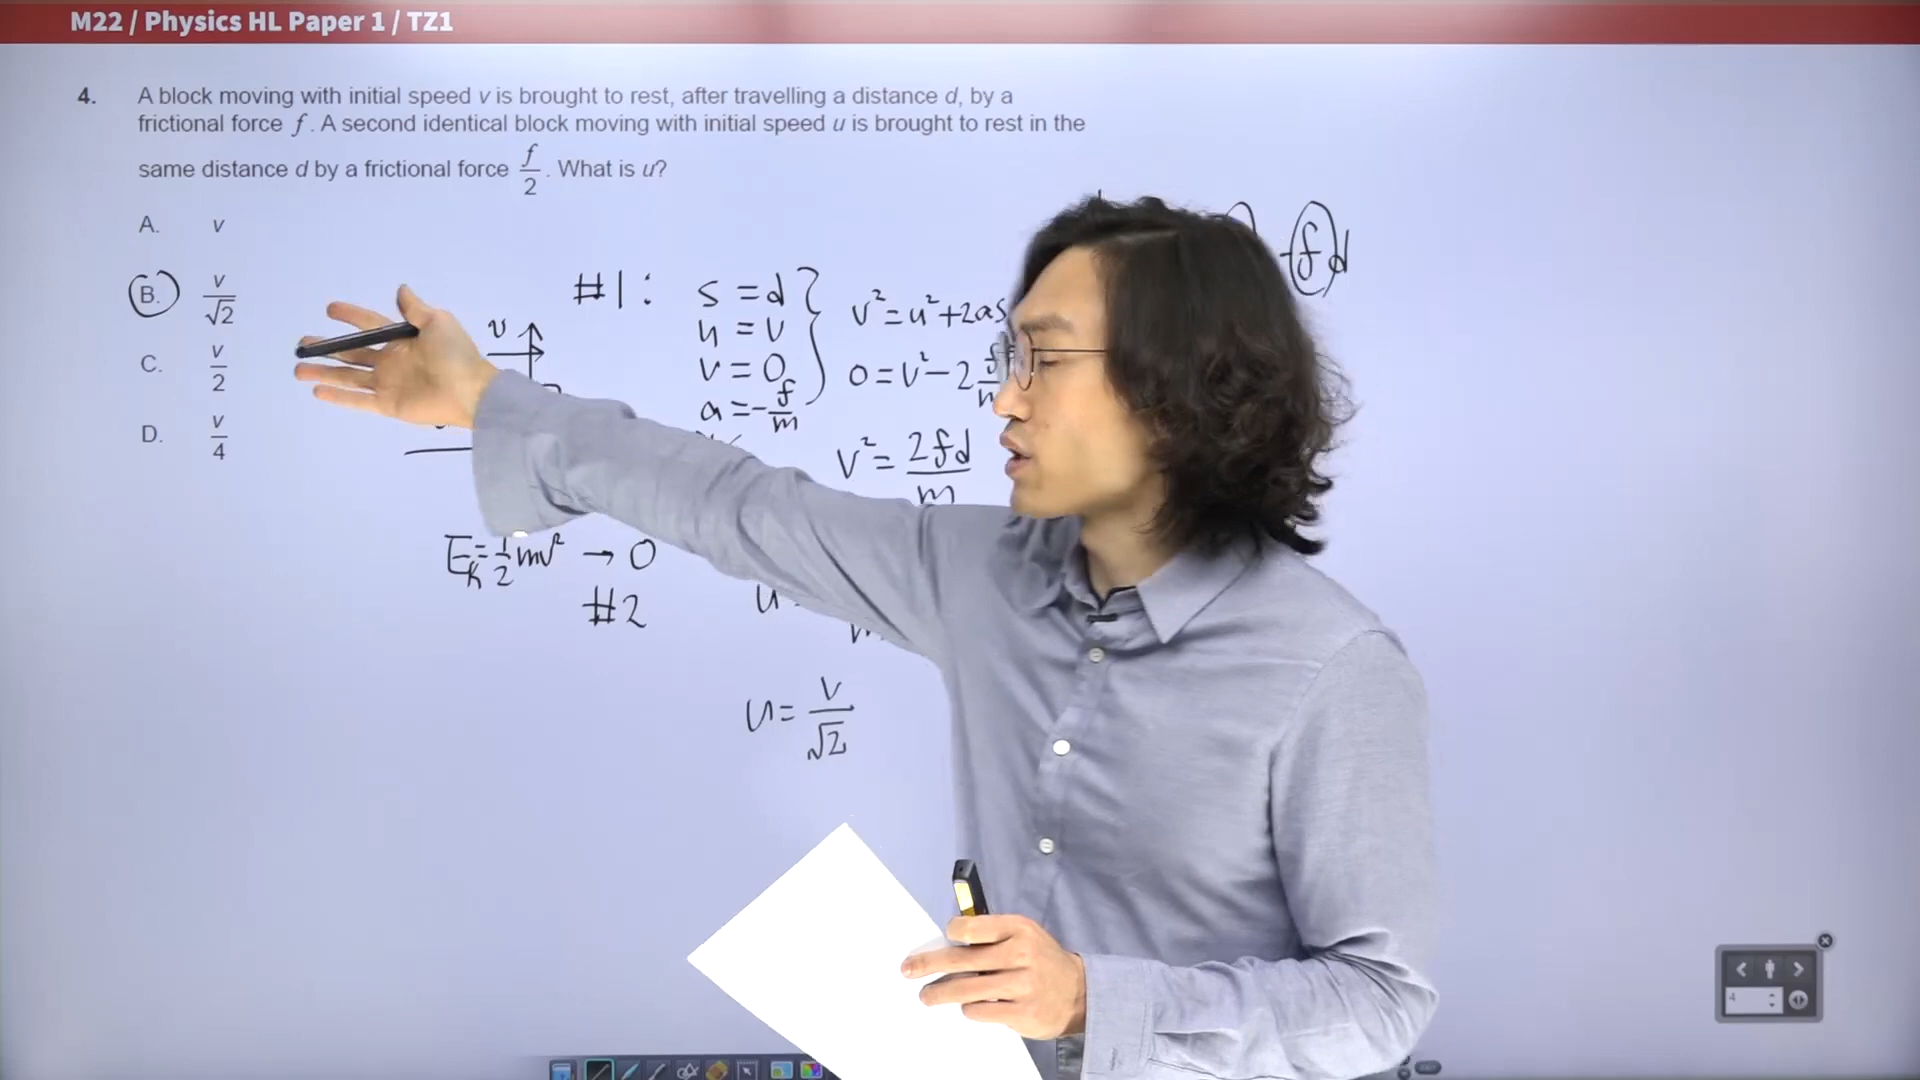 M22 / Physics HL Paper 1 / TZ1
4. A block moving with initial speed v is brought to rest, after travelling a distance d, by a
frictional force f. A second identical block moving with initial speed u is brought to rest in the
same distance d by a frictional force f/2. What is u?
A. v
B. v/√2
C. v/2
D. v/4
fd
#1: s = d
u = v
v = 0
a = -f/m
v² = u² + 2as
0 = v² - 2 f
v² = 2fd/m
v
E_K = 1/2 mv² → 0
#2
u
u = v/√2
4